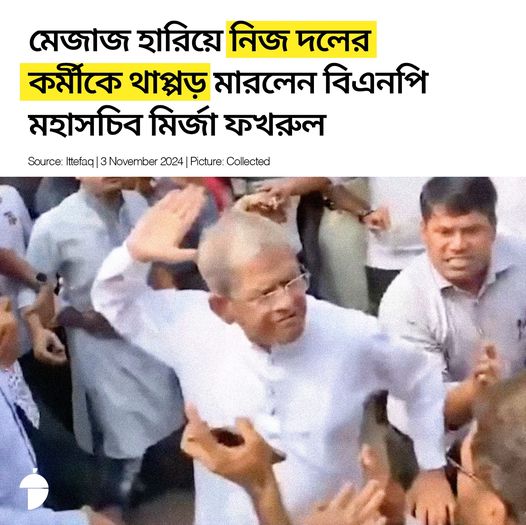 মেজাজ হারিয়ে নিজ দলের
কর্মীকে থাপ্পড় মারলেন বিএনপি
মহাসচিব মির্জা ফখরুল
Source: Ittefaq | 3 November 2024 | Picture: Collected